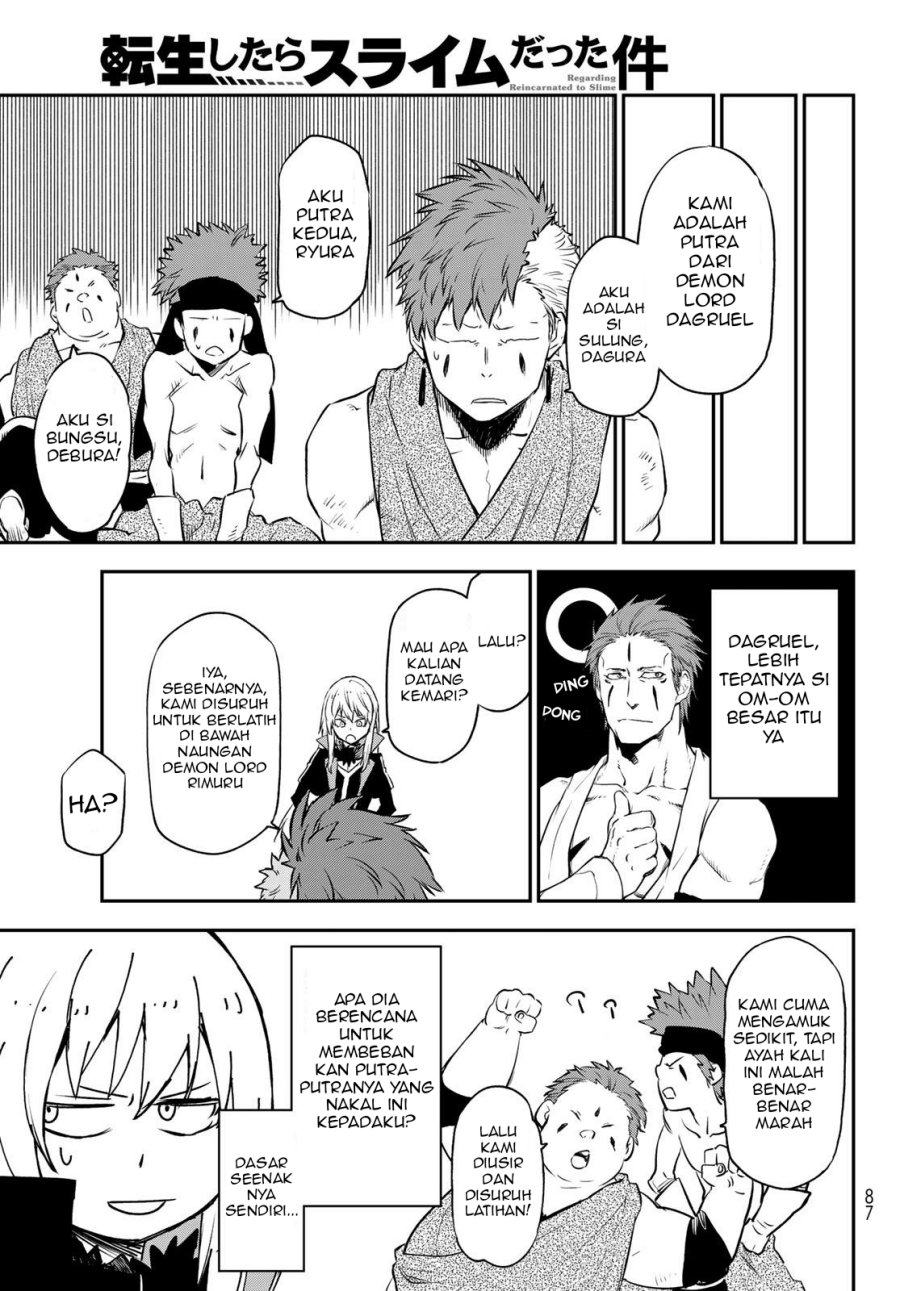 転生したらスライムだった件
Regarding
Reincarnated to Slime
KAMI
ADALAH
PUTRA
DARI
DEMON
LORD
DAGRUEL
AKU
ADALAH
SI
SULUNG,
DAGURA
AKU
PUTRA
KEDUA,
RYURA
AKU SI
BUNGSU,
DEBURA!
DAGRUEL,
LEBIH
TEPATNYA SI
OM-OM
BESAR ITU
YA
DING
DONG
LALU?
MAU APA
KALIAN
DATANG
KEMARI?
IYA,
SEBENARNYA,
KAMI DISURUH
UNTUK BERLATIH
DI BAWAH
NAUNGAN
DEMON LORD
RIMURU
HA?
KAMI CUMA
MENGAMUK
SEDIKIT, TAPI
AYAH KALI
INI MALAH
BENAR-
BENAR
MARAH
LALU
KAMI
DIUSIR
DAN
DISURUH
LATIHAN!
APA DIA
BERENCANA
UNTUK
MEMBEBAN
KAN PUTRA-
PUTRANYA YANG
NAKAL INI
KEPADAKU?
DASAR
SEENAK
NYA
SENDIRI...
87